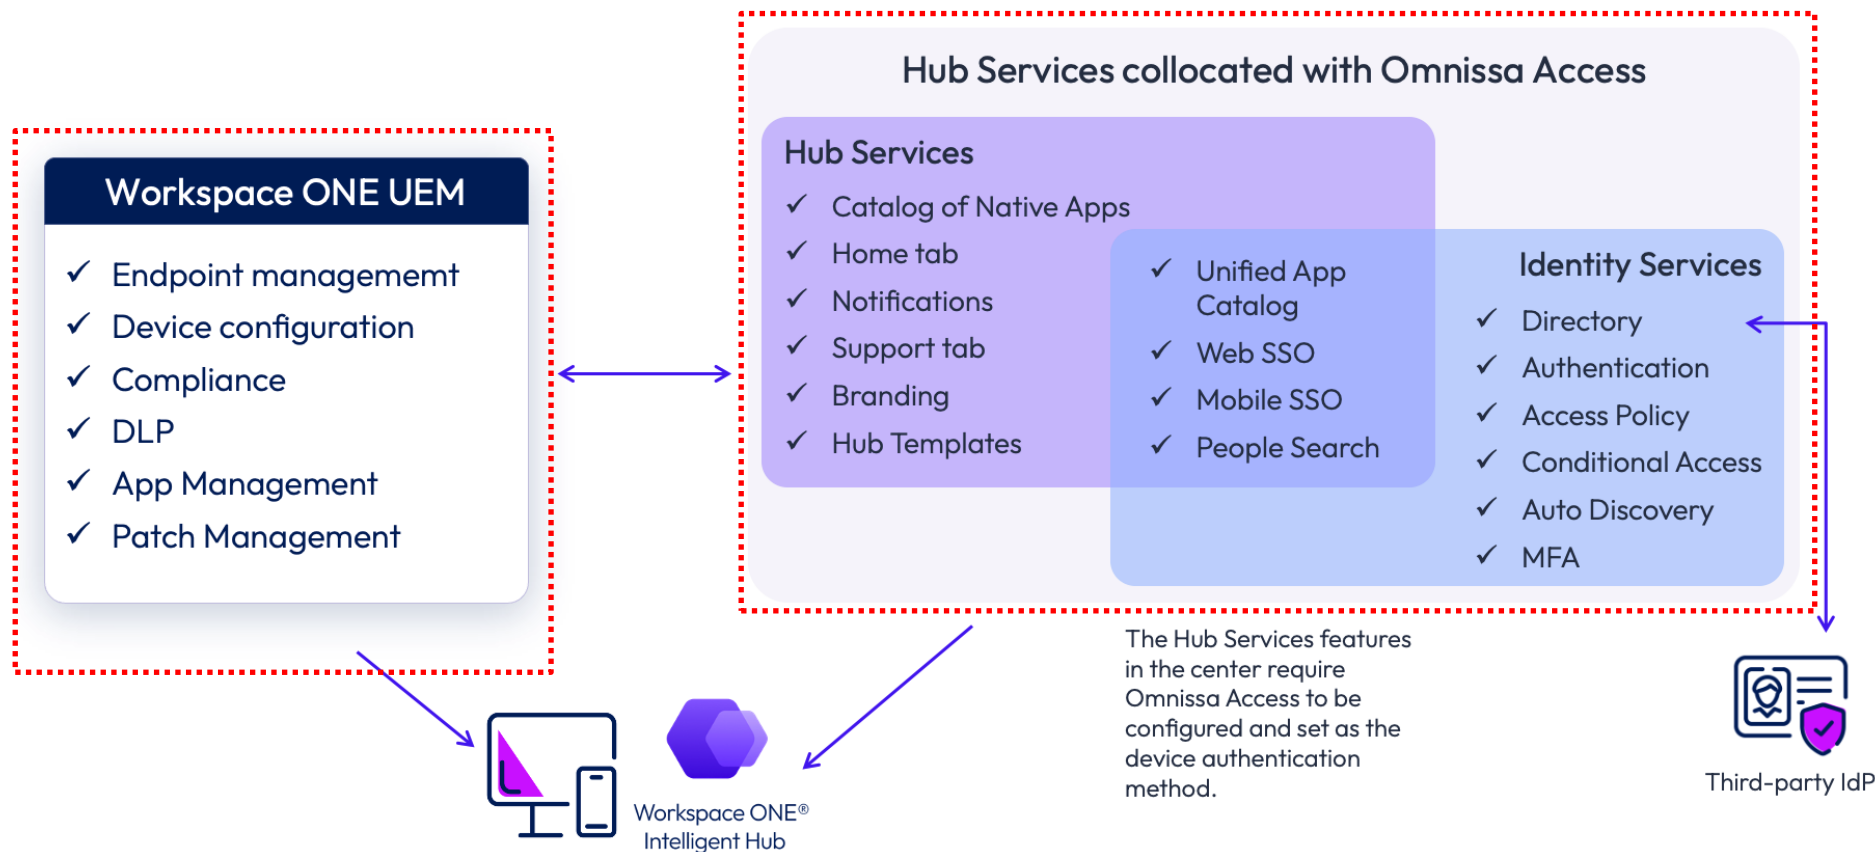 Hub Services collocated with Omnissa Access
Workspace ONE UEM
✓ Endpoint managememt
✓ Device configuration
✓ Compliance
✓ DLP
✓ App Management
✓ Patch Management
Hub Services
✓ Catalog of Native Apps
✓ Home tab
✓ Notifications
✓ Support tab
✓ Branding
✓ Hub Templates
✓ Unified App
Catalog
✓ Web SSO
✓ Mobile SSO
✓ People Search
Identity Services
✓ Directory
✓ Authentication
✓ Access Policy
✓ Conditional Access
✓ Auto Discovery
✓ MFA
The Hub Services features
in the center require
Omnissa Access to be
configured and set as the
device authentication
method.
Workspace ONE®
Intelligent Hub
Third-party IdP